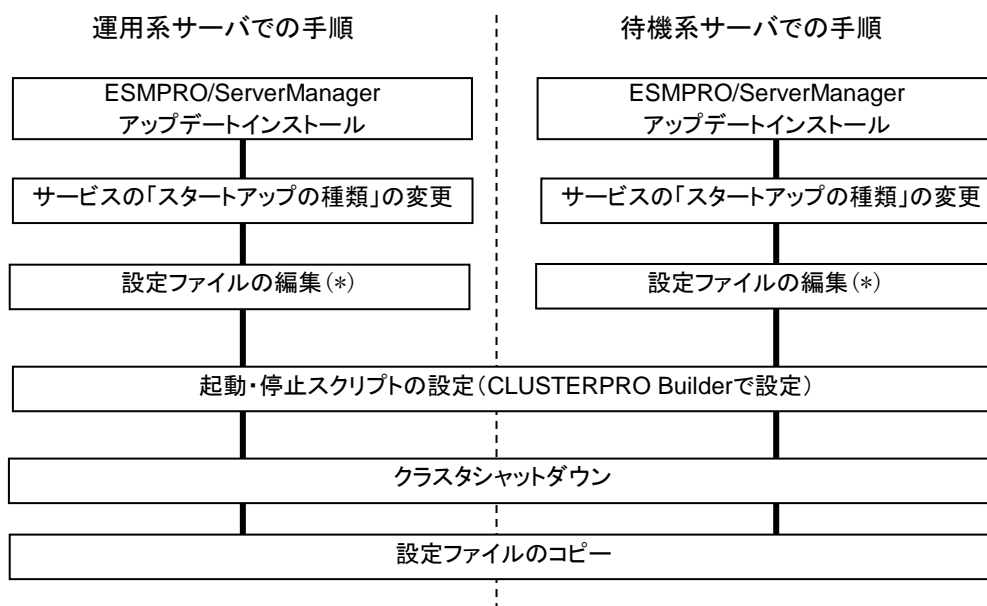 運用系サーバでの手順
待機系サーバでの手順
ESMPRO/ServerManager
アップデートインストール
ESMPRO/ServerManager
アップデートインストール
サービスの「スタートアップの種類」の変更
サービスの「スタートアップの種類」の変更
設定ファイルの編集(*)
設定ファイルの編集(*)
起動・停止スクリプトの設定(CLUSTERPRO Builderで設定)
クラスタシャットダウン
設定ファイルのコピー